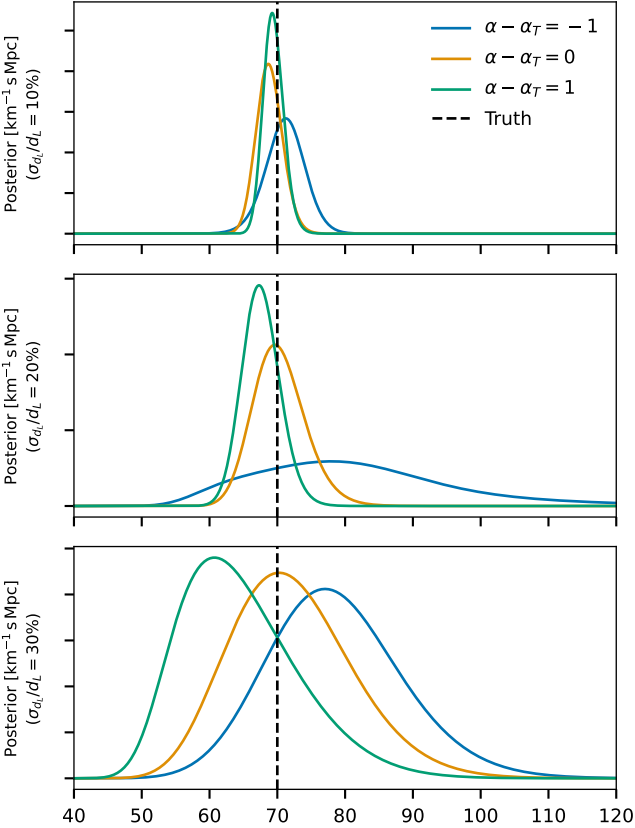 Posterior [km⁻¹ s Mpc]
(σ_{d_L}/d_L = 10%)
α − α_T = −1
α − α_T = 0
α − α_T = 1
Truth
Posterior [km⁻¹ s Mpc]
(σ_{d_L}/d_L = 20%)
Posterior [km⁻¹ s Mpc]
(σ_{d_L}/d_L = 30%)
40 50 60 70 80 90 100 110 120